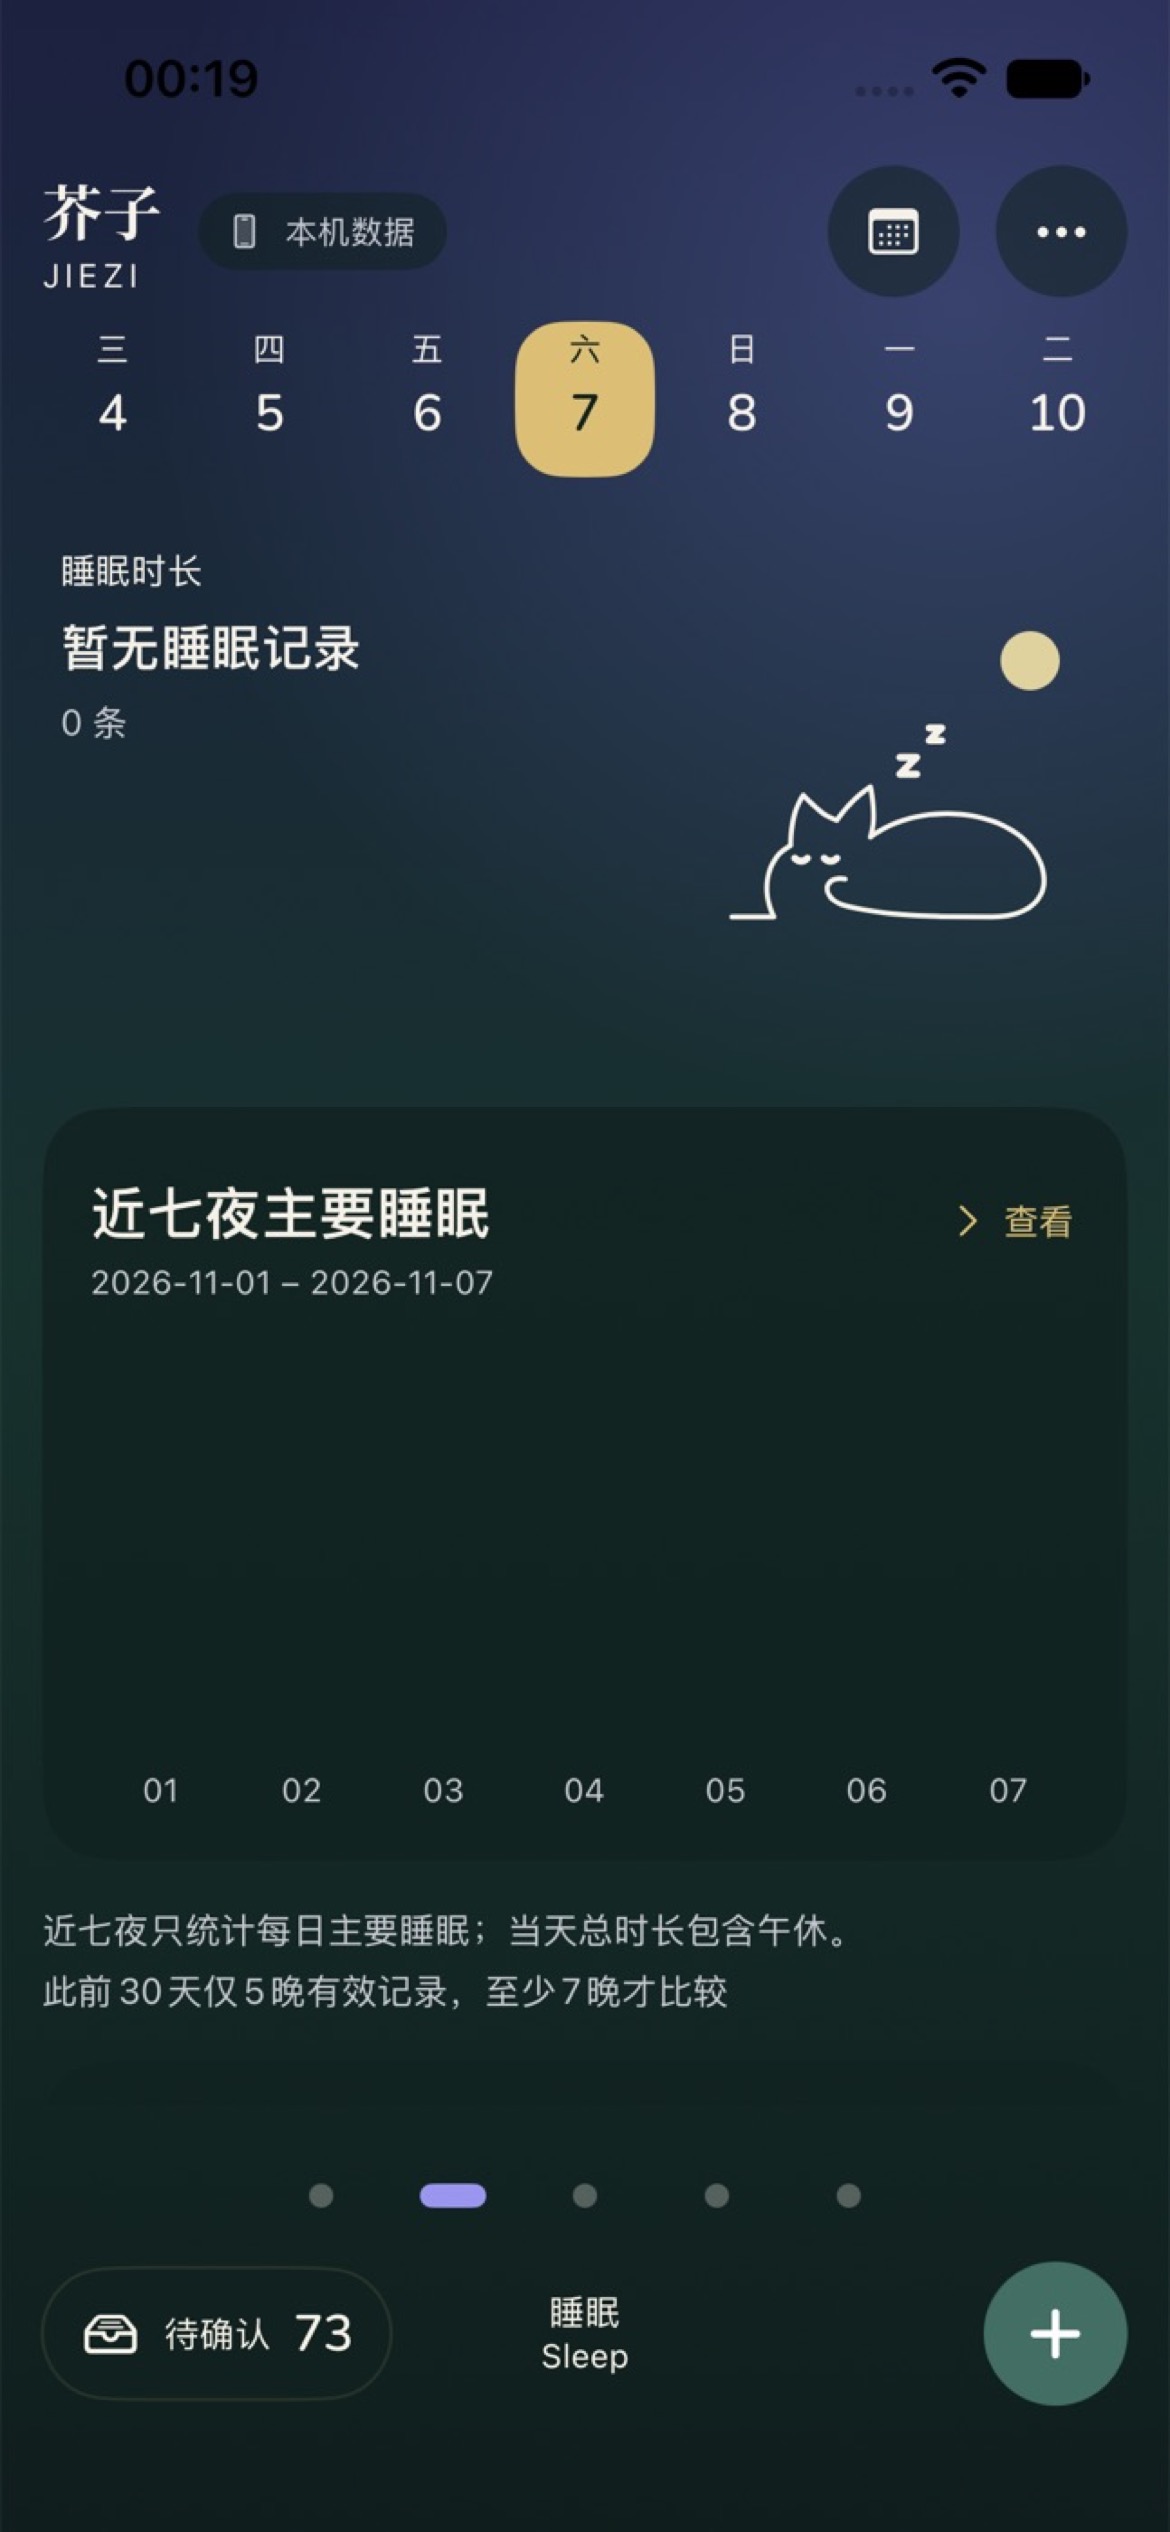 00:19
芥子
JIEZI
本机数据
三 四 五 六 日 一 二
4 5 6 7 8 9 10
睡眠时长
暂无睡眠记录
0 条
z
z
近七夜主要睡眠
查看
2026-11-01 – 2026-11-07
01 02 03 04 05 06 07
近七夜只统计每日主要睡眠；当天总时长包含午休。
此前 30 天仅 5 晚有效记录，至少 7 晚才比较
待确认 73
睡眠
Sleep